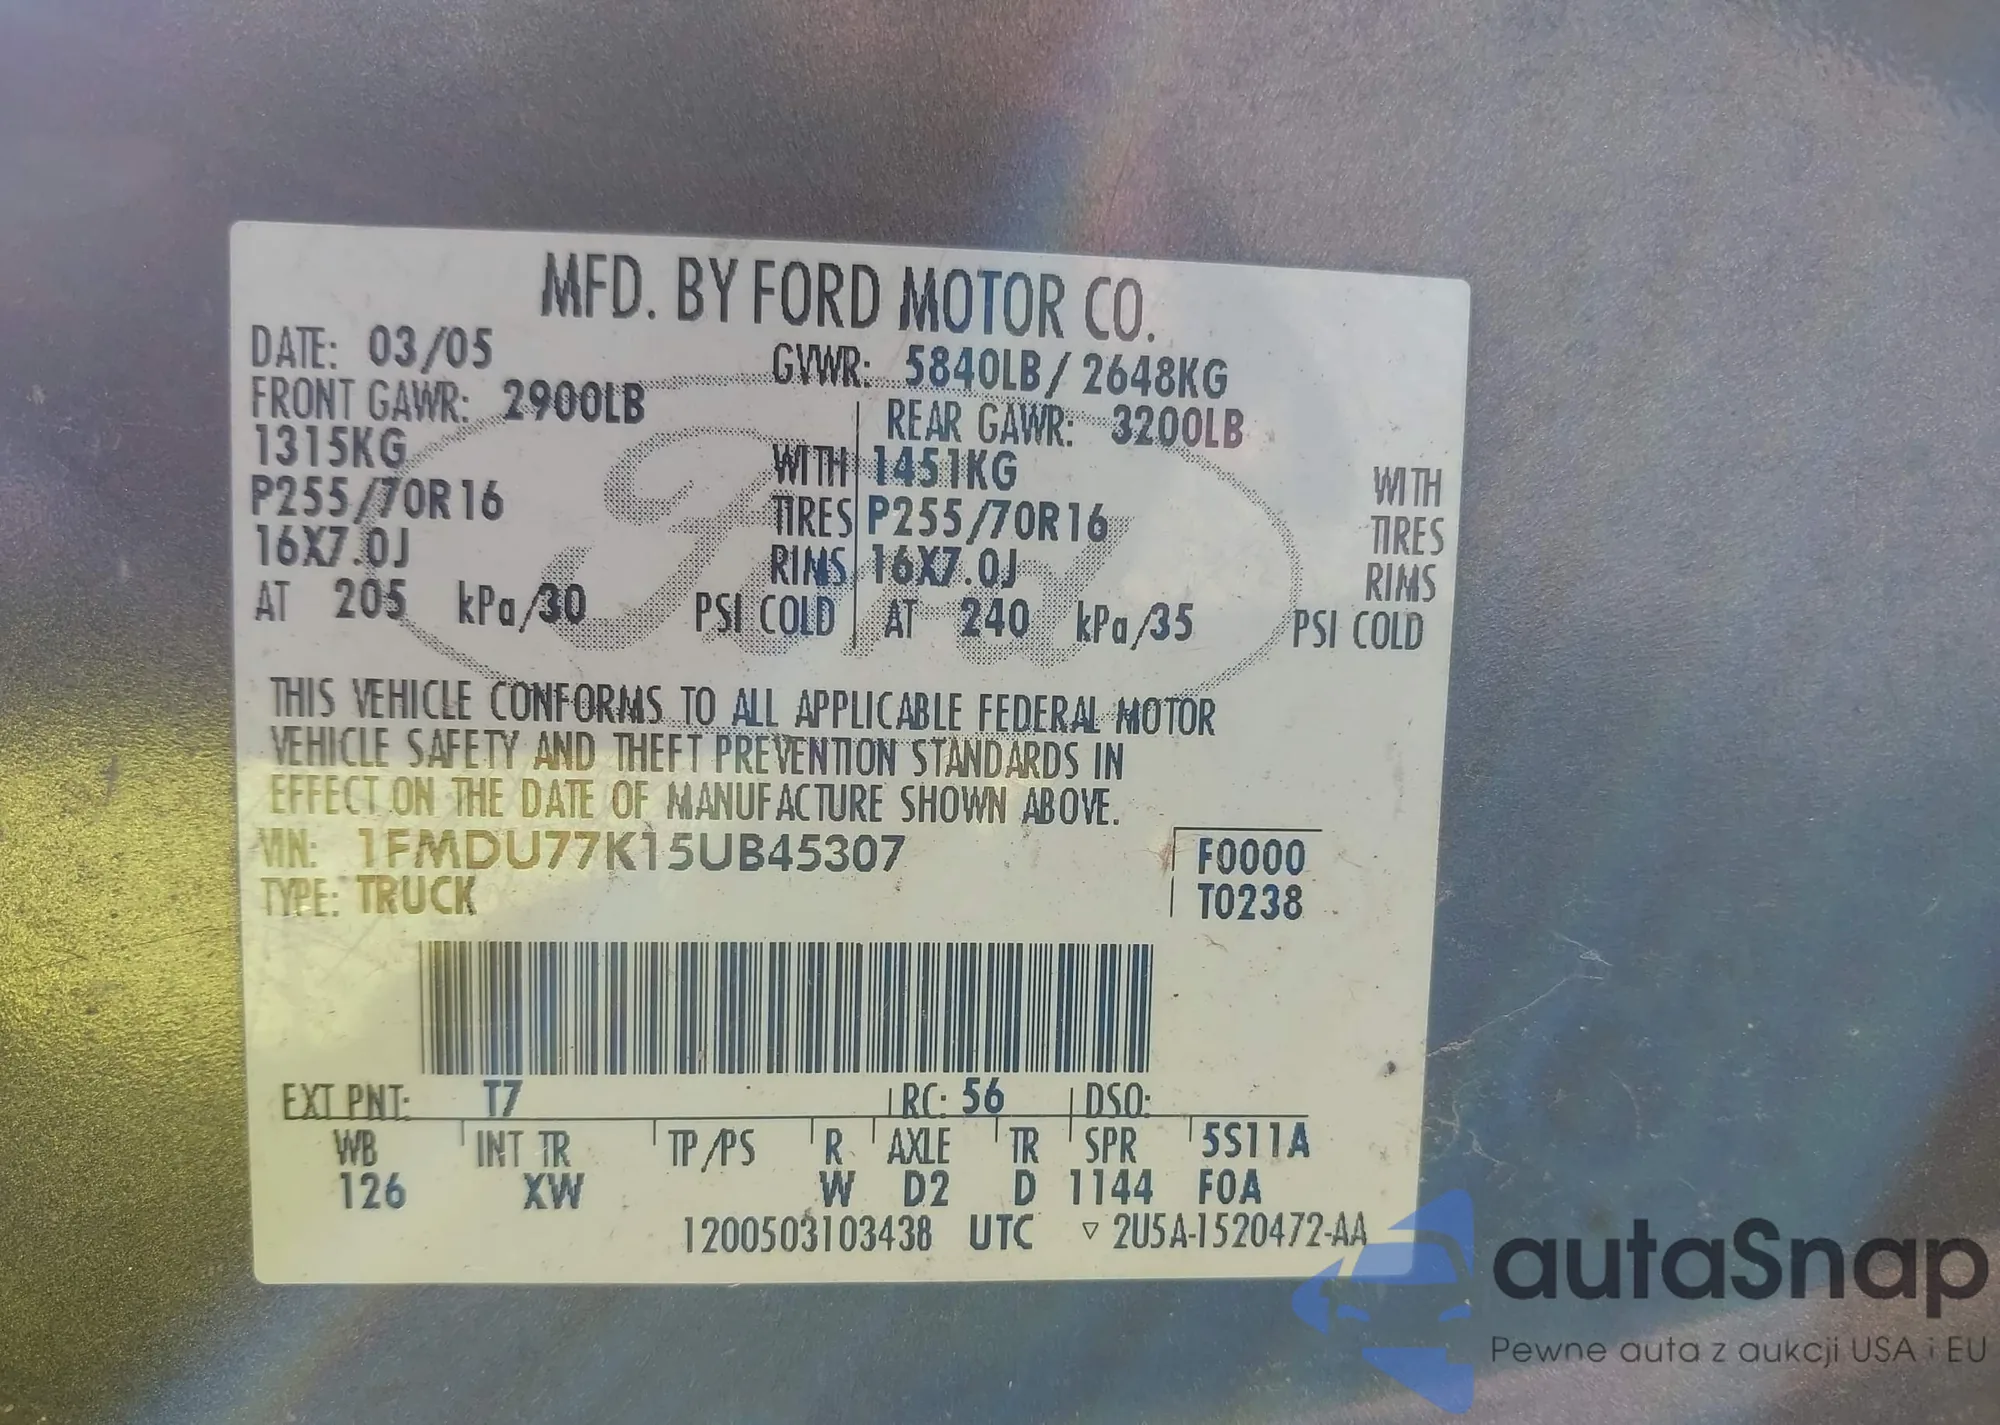 MFD. BY FORD MOTOR CO.
DATE: 03/05 GVWR: 5840LB/ 2648KG
FRONT GAWR: 2900LB REAR GAWR: 3200LB
1315KG WITH 1451KG WITH
P255/70R16 TIRES P255/70R16 TIRES
16X7.0J RIMS 16X7.0J RIMS
AT 205 kPa/30 PSI COLD AT 240 kPa/35 PSI COLD
Ford
THIS VEHICLE CONFORMS TO ALL APPLICABLE FEDERAL MOTOR
VEHICLE SAFETY AND THEFT PREVENTION STANDARDS IN
EFFECT ON THE DATE OF MANUFACTURE SHOWN ABOVE.
VIN: 1FMDU77K15UB45307 F0000
TYPE: TRUCK T0238
EXT PNT: T7 RC: 56 DSO:
WB INT TR TP/PS R AXLE TR SPR 5S11A
126 XW W D2 D 1144 F0A
1200503103438 UTC ▽ 2U5A-1520472-AA
autaSnap
Pewne auta z aukcji USA i EU